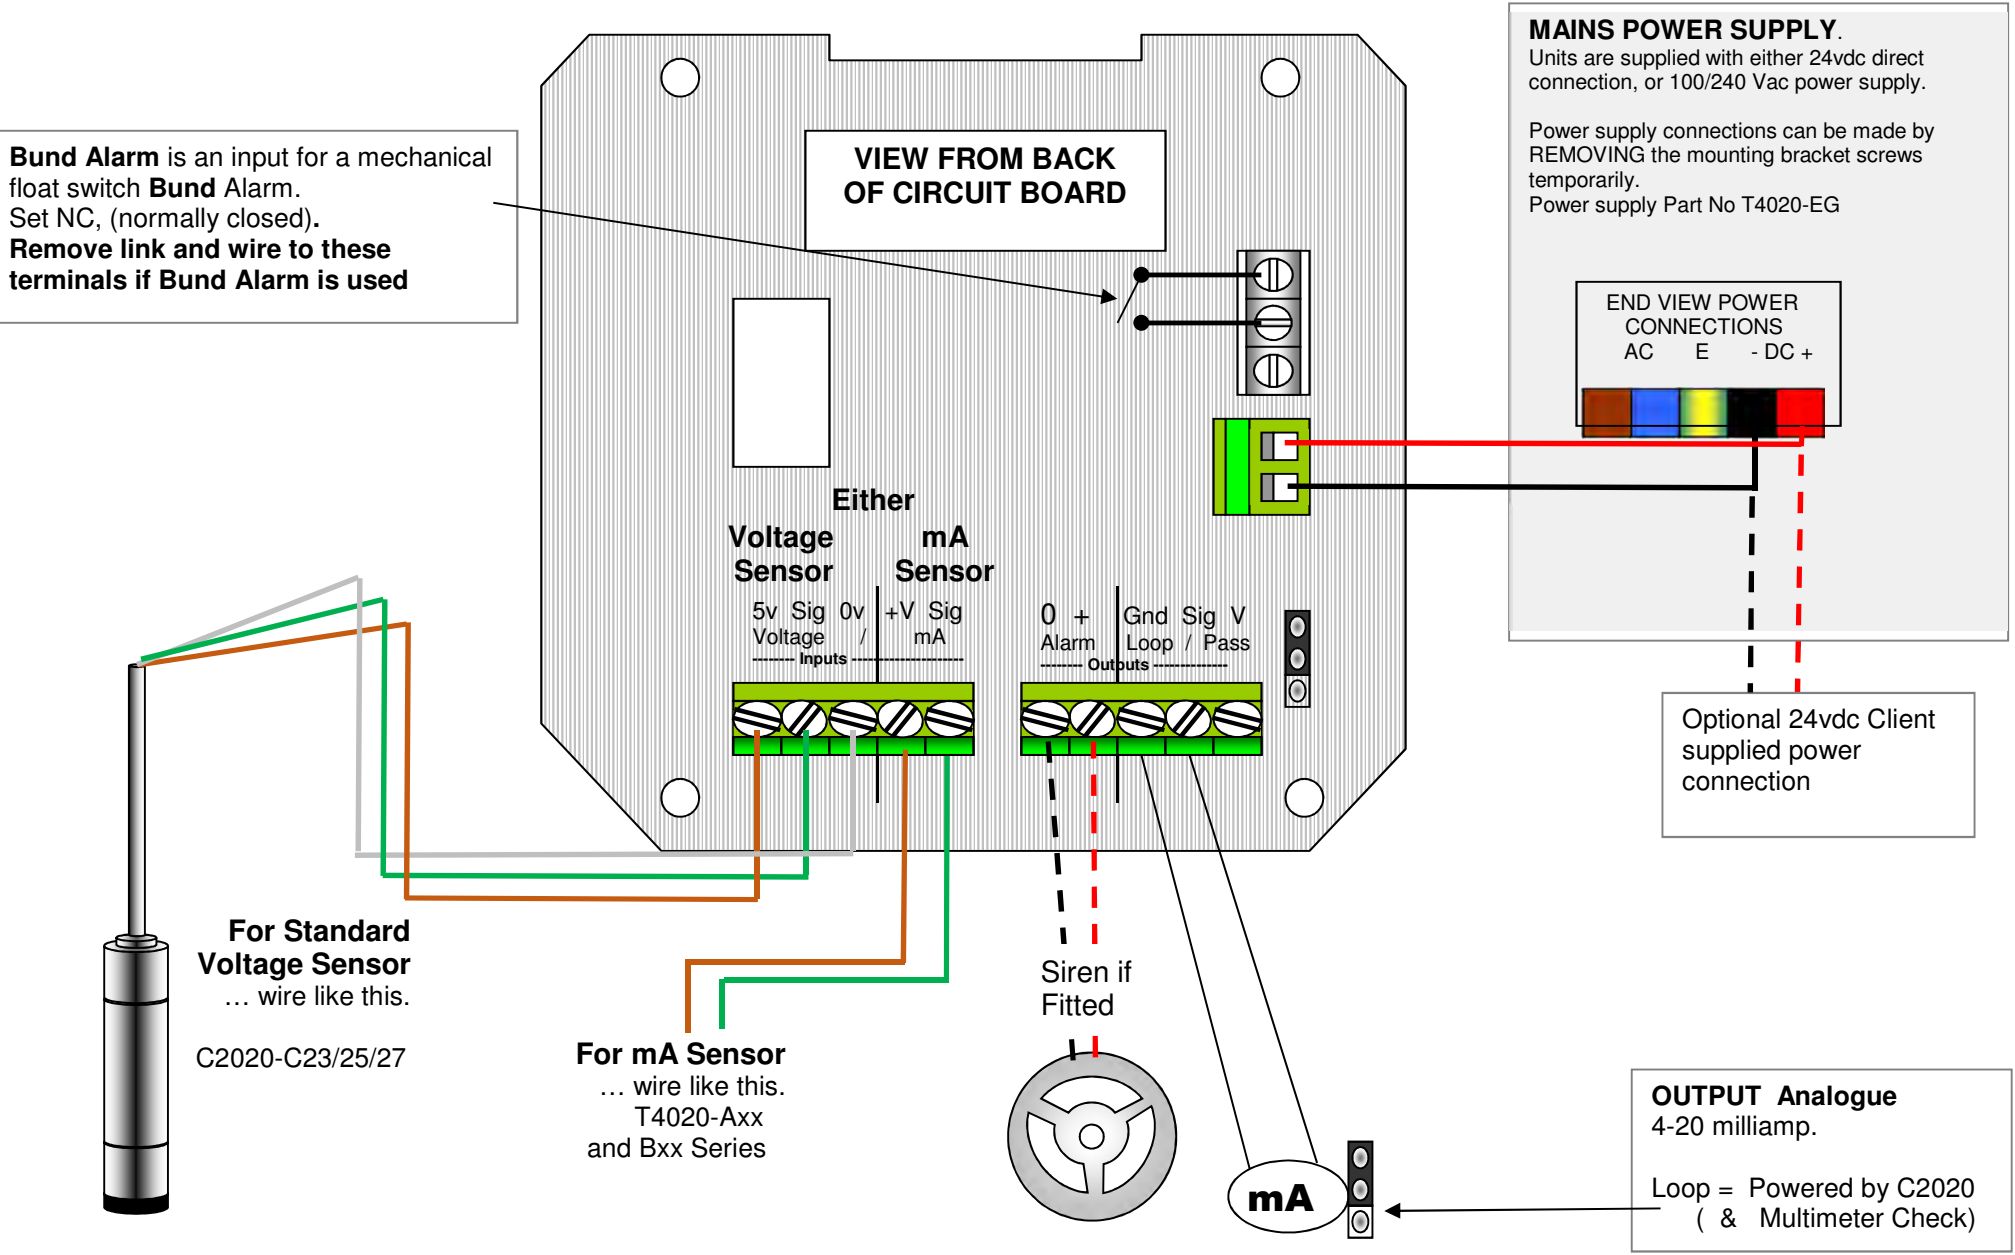 MAINS POWER SUPPLY.
Units are supplied with either 24vdc direct
connection, or 100/240 Vac power supply.
Power supply connections can be made by
REMOVING the mounting bracket screws
temporarily.
Power supply Part No T4020-EG
Bund Alarm is an input for a mechanical
float switch Bund Alarm.
Set NC, (normally closed).
Remove link and wire to these
terminals if Bund Alarm is used
VIEW FROM BACK
OF CIRCUIT BOARD
END VIEW POWER
CONNECTIONS
AC E - DC +
Either
Voltage
Sensor
mA
Sensor
5v Sig 0v +V Sig
Voltage / mA
-------- Inputs ---------------------
0 + Gnd Sig V
Alarm Loop / Pass
-------- Outputs --------------
Optional 24vdc Client
supplied power
connection
For Standard
Voltage Sensor
… wire like this.
C2020-C23/25/27
For mA Sensor
… wire like this.
T4020-Axx
and Bxx Series
Siren if
Fitted
mA
OUTPUT Analogue
4-20 milliamp.
Loop = Powered by C2020
( & Multimeter Check)